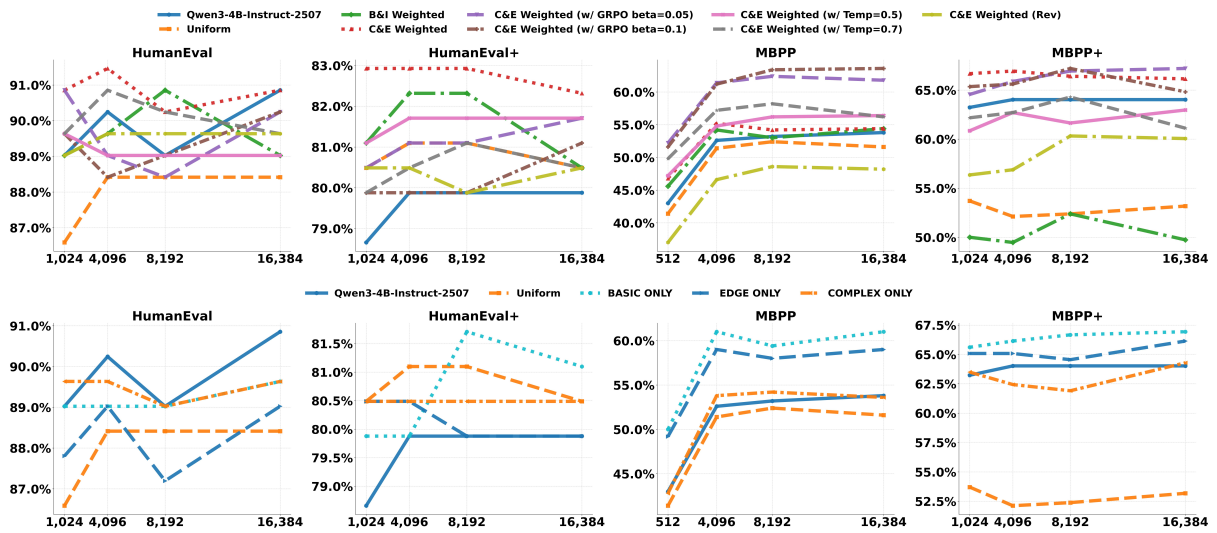 Qwen3-4B-Instruct-2507 B&I Weighted C&E Weighted (w/ GRPO beta=0.05) C&E Weighted (w/ Temp=0.5) C&E Weighted (Rev)
Uniform C&E Weighted C&E Weighted (w/ GRPO beta=0.1) C&E Weighted (w/ Temp=0.7)
HumanEval
91.0%
90.0%
89.0%
88.0%
87.0%
1,024 4,096 8,192 16,384
HumanEval+
83.0%
82.0%
81.0%
80.0%
79.0%
1,024 4,096 8,192 16,384
MBPP
60.0%
55.0%
50.0%
45.0%
40.0%
512 4,096 8,192 16,384
MBPP+
65.0%
60.0%
55.0%
50.0%
1,024 4,096 8,192 16,384
Qwen3-4B-Instruct-2507 Uniform BASIC ONLY EDGE ONLY COMPLEX ONLY
HumanEval
91.0%
90.0%
89.0%
88.0%
87.0%
1,024 4,096 8,192 16,384
HumanEval+
81.5%
81.0%
80.5%
80.0%
79.5%
79.0%
1,024 4,096 8,192 16,384
MBPP
60.0%
55.0%
50.0%
45.0%
512 4,096 8,192 16,384
MBPP+
67.5%
65.0%
62.5%
60.0%
57.5%
55.0%
52.5%
1,024 4,096 8,192 16,384